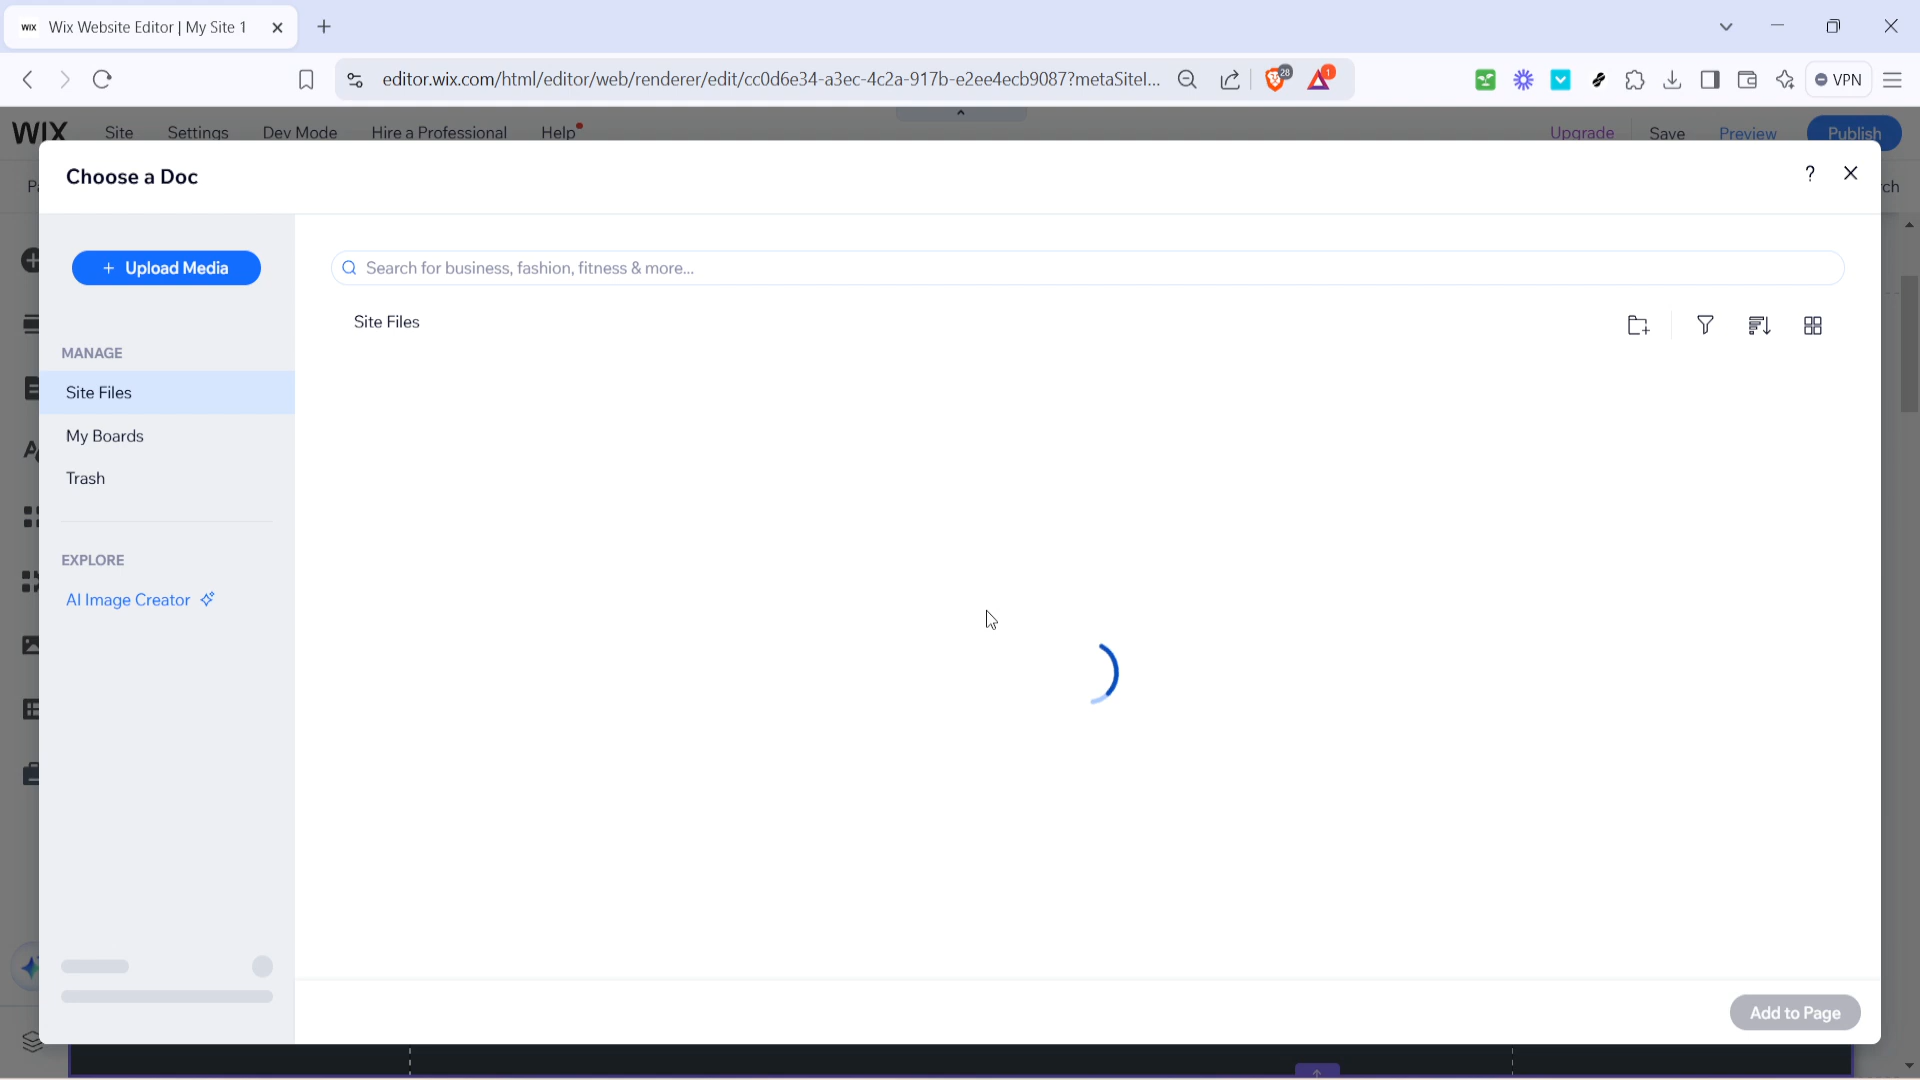 WIX Wix Website Editor | My Site 1
editor.wix.com/html/editor/web/renderer/edit/cc0d6e34-a3ec-4c2a-917b-e2ee4ecb9087?metaSiteI...
28
1
VPN
WIX Site Settings Dev Mode Hire a Professional Help Upgrade Save Preview Publish
Choose a Doc
?
+ Upload Media
Search for business, fashion, fitness & more...
Site Files
MANAGE
Site Files
My Boards
Trash
EXPLORE
AI Image Creator
Add to Page